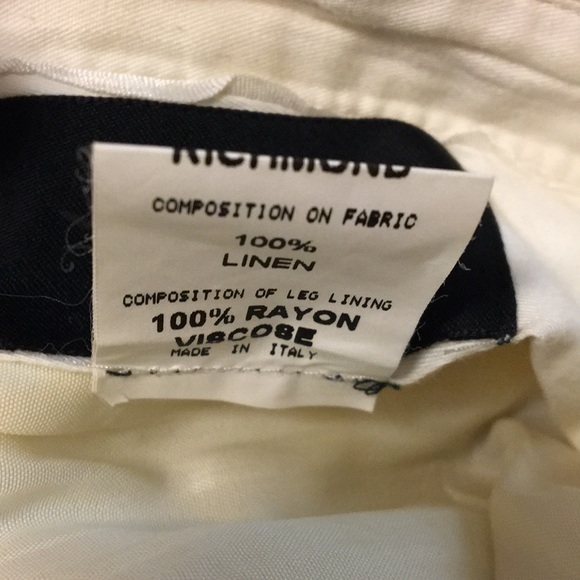 RICHMOND
COMPOSITION ON FABRIC
100%
LINEN
COMPOSITION OF LEG LINING
100% RAYON
VISCOSE
MADE IN ITALY